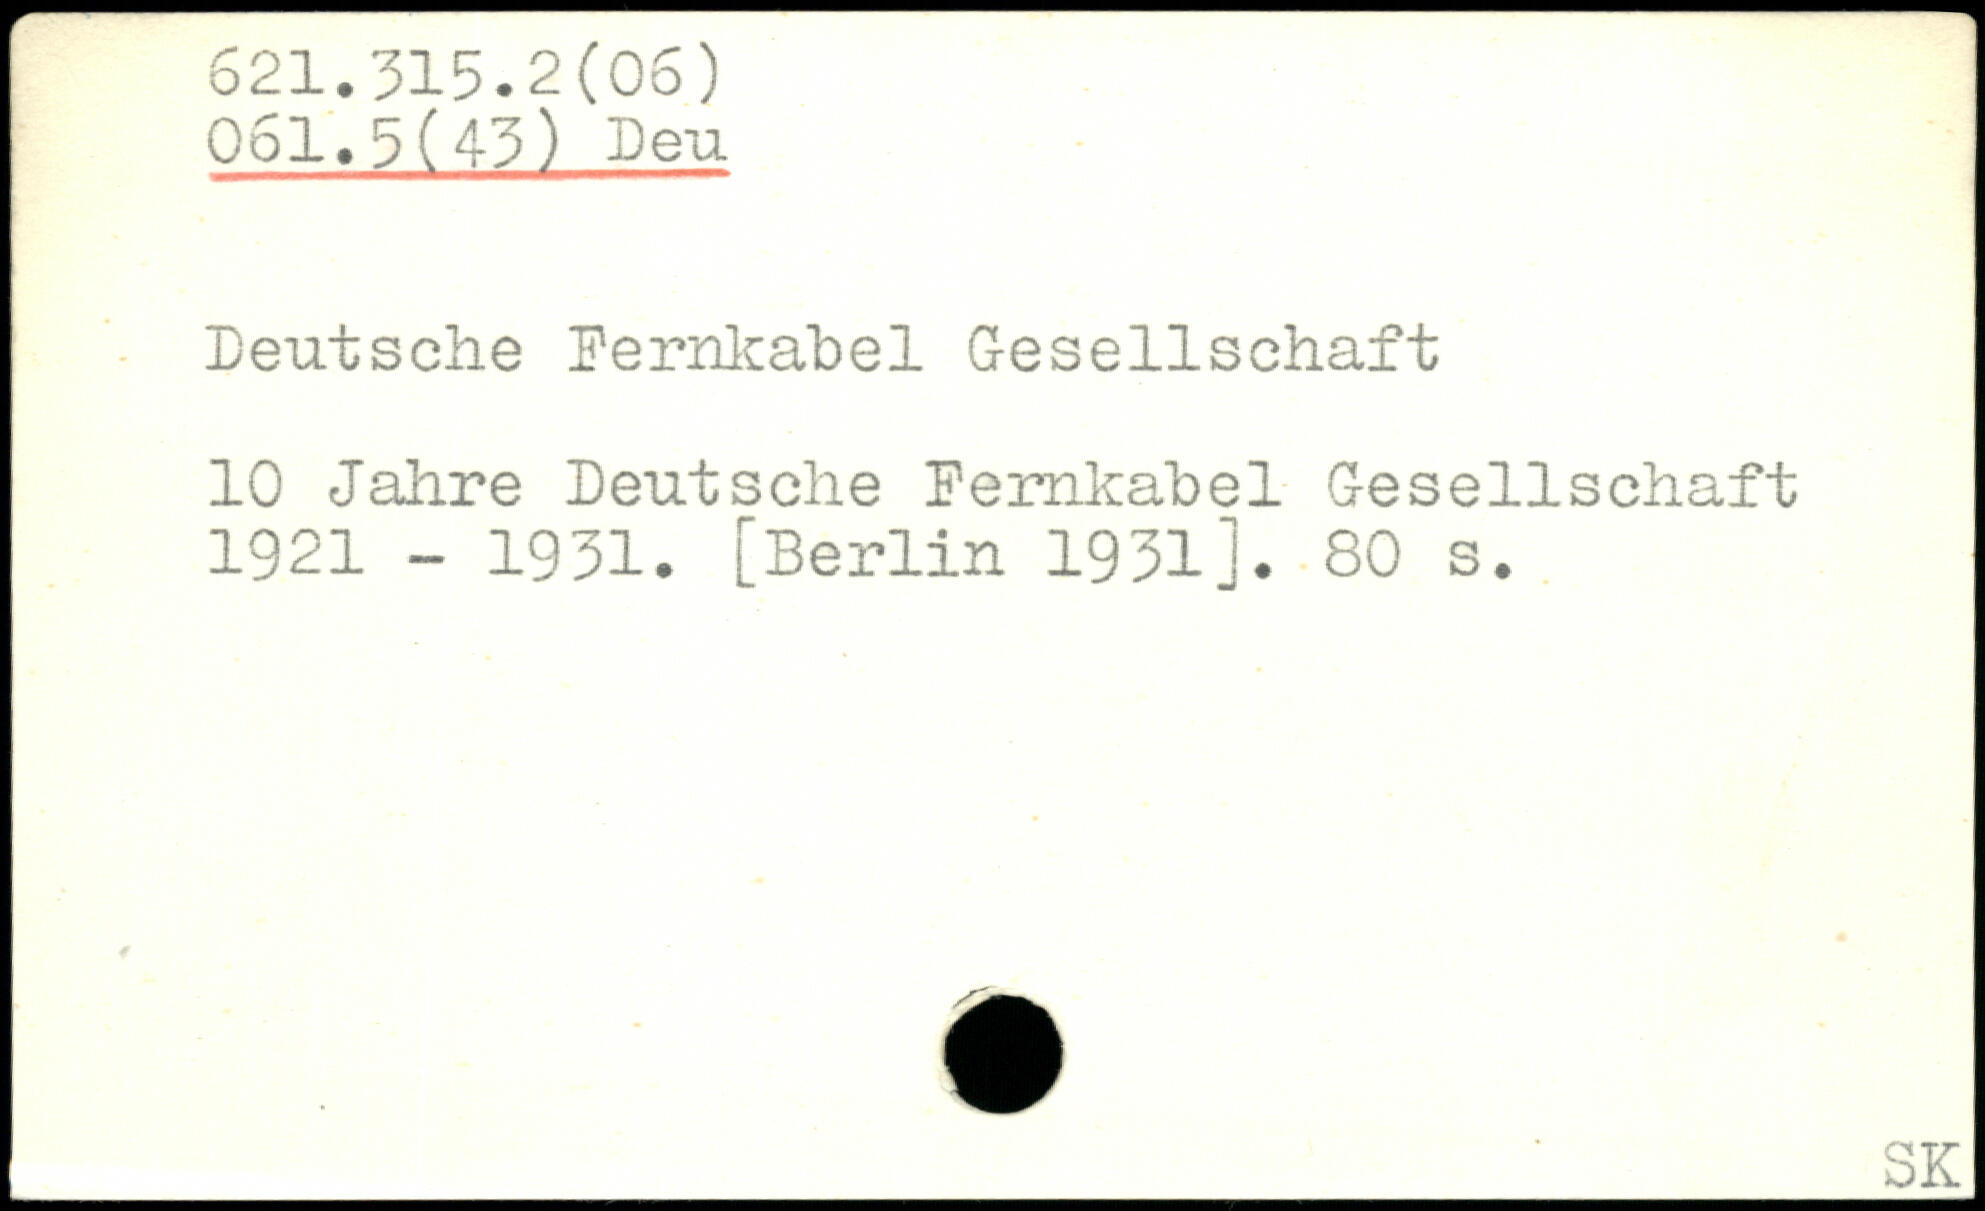 621.315.2(06)
061.5(43) Deu
Deutsche Fernkabel Gesellschaft
10 Jahre Deutsche Fernkabel Gesellschaft
1921 - 1931. [Berlin 1931]. 80 s.
SK